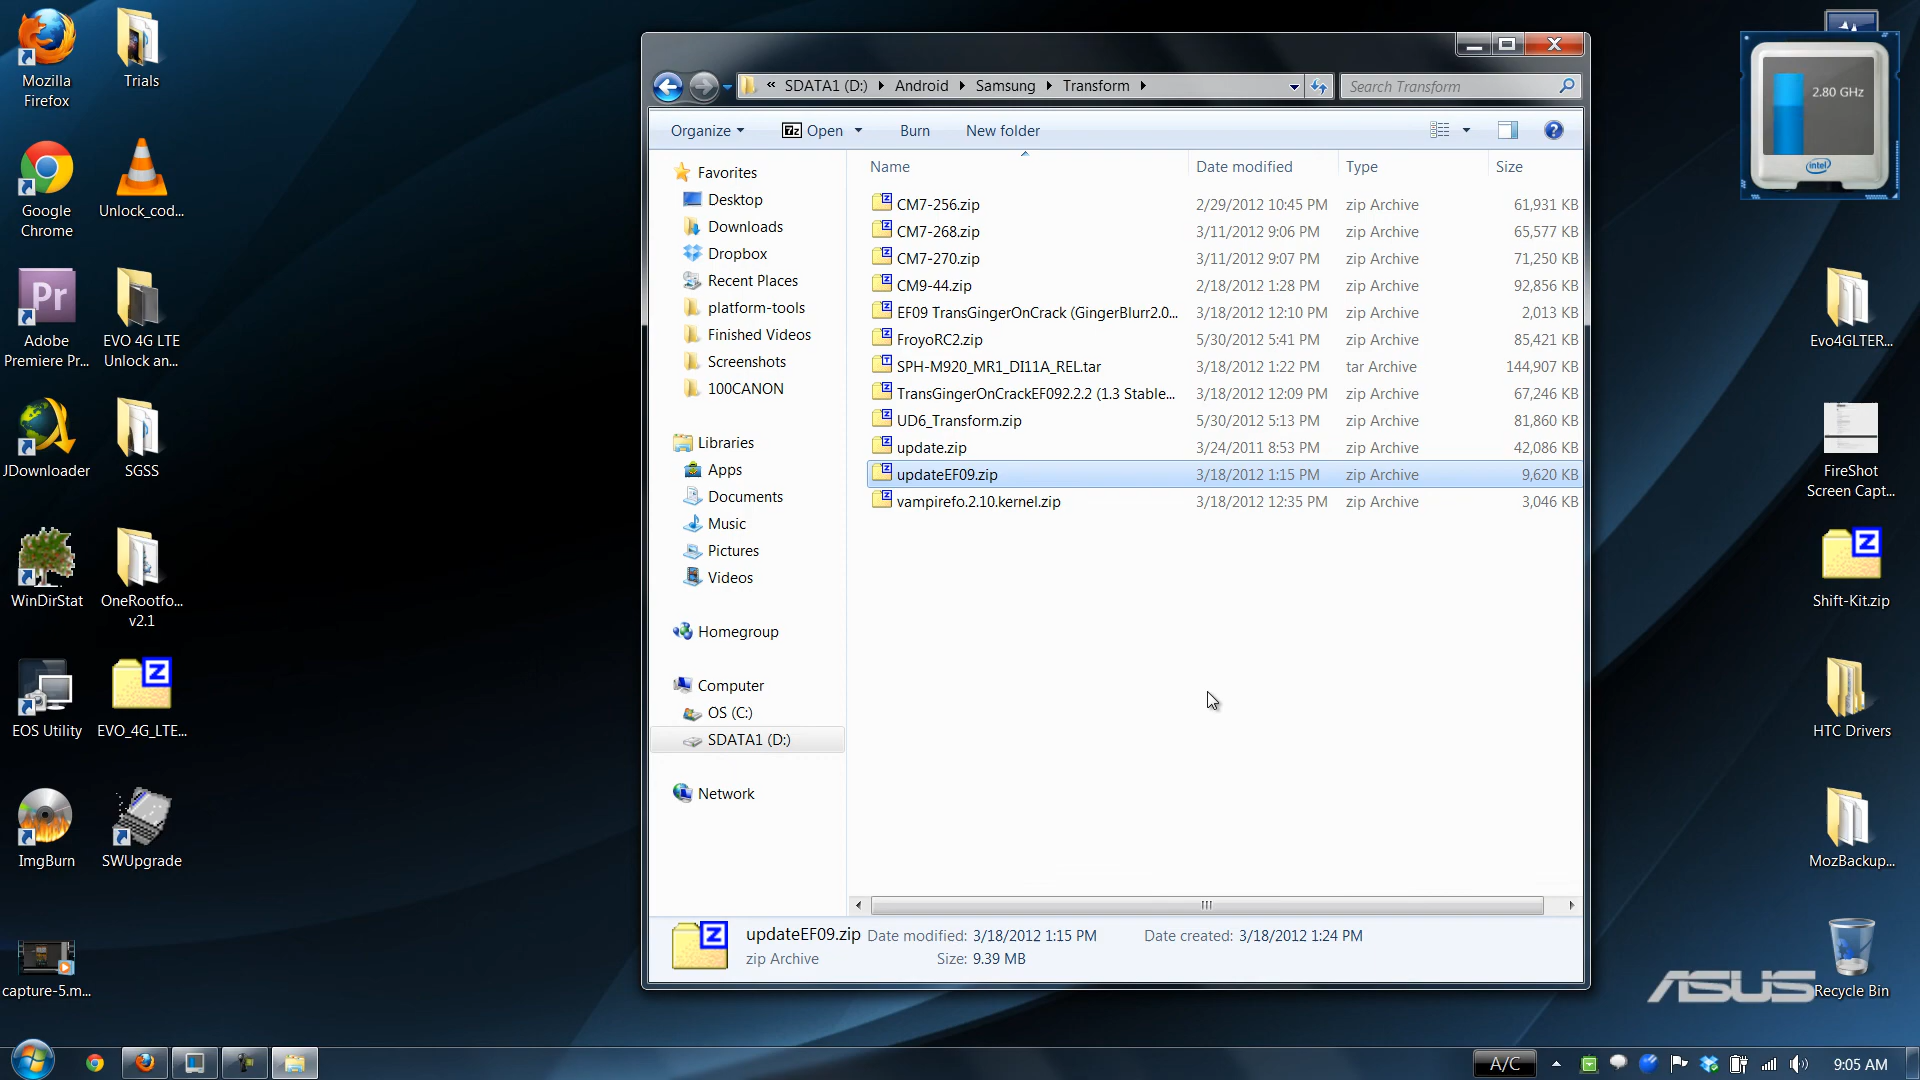 Mozilla
Firefox
Trials
Google
Chrome
Unlock_cod...
Adobe
Premiere Pr...
EVO 4G LTE
Unlock an...
JDownloader
SGSS
WinDirStat
OneRootfo...
v2.1
EOS Utility
EVO_4G_LTE...
ImgBurn
SWUpgrade
capture-5.m...
« SDATA1 (D:) Android Samsung Transform
Search Transform
Organize
Open
Burn
New folder
Favorites
Desktop
Downloads
Dropbox
Recent Places
platform-tools
Finished Videos
Screenshots
100CANON
Libraries
Apps
Documents
Music
Pictures
Videos
Homegroup
Computer
OS (C:)
SDATA1 (D:)
Network
Name Date modified Type Size
CM7-256.zip 2/29/2012 10:45 PM zip Archive 61,931 KB
CM7-268.zip 3/11/2012 9:06 PM zip Archive 65,577 KB
CM7-270.zip 3/11/2012 9:07 PM zip Archive 71,250 KB
CM9-44.zip 2/18/2012 1:28 PM zip Archive 92,856 KB
EF09 TransGingerOnCrack (GingerBlurr2.0... 3/18/2012 12:10 PM zip Archive 2,013 KB
FroyoRC2.zip 5/30/2012 5:41 PM zip Archive 85,421 KB
SPH-M920_MR1_DI11A_REL.tar 3/18/2012 1:22 PM tar Archive 144,907 KB
TransGingerOnCrackEF092.2.2 (1.3 Stable... 3/18/2012 12:09 PM zip Archive 67,246 KB
UD6_Transform.zip 5/30/2012 5:13 PM zip Archive 81,860 KB
update.zip 3/24/2011 8:53 PM zip Archive 42,086 KB
updateEF09.zip 3/18/2012 1:15 PM zip Archive 9,620 KB
vampirefo.2.10.kernel.zip 3/18/2012 12:35 PM zip Archive 3,046 KB
updateEF09.zip Date modified: 3/18/2012 1:15 PM Date created: 3/18/2012 1:24 PM
zip Archive Size: 9.39 MB
2.80 GHz
intel
Evo4GLTER...
FireShot
Screen Capt...
Shift-Kit.zip
HTC Drivers
MozBackup...
ASUS
Recycle Bin
A/C
9:05 AM